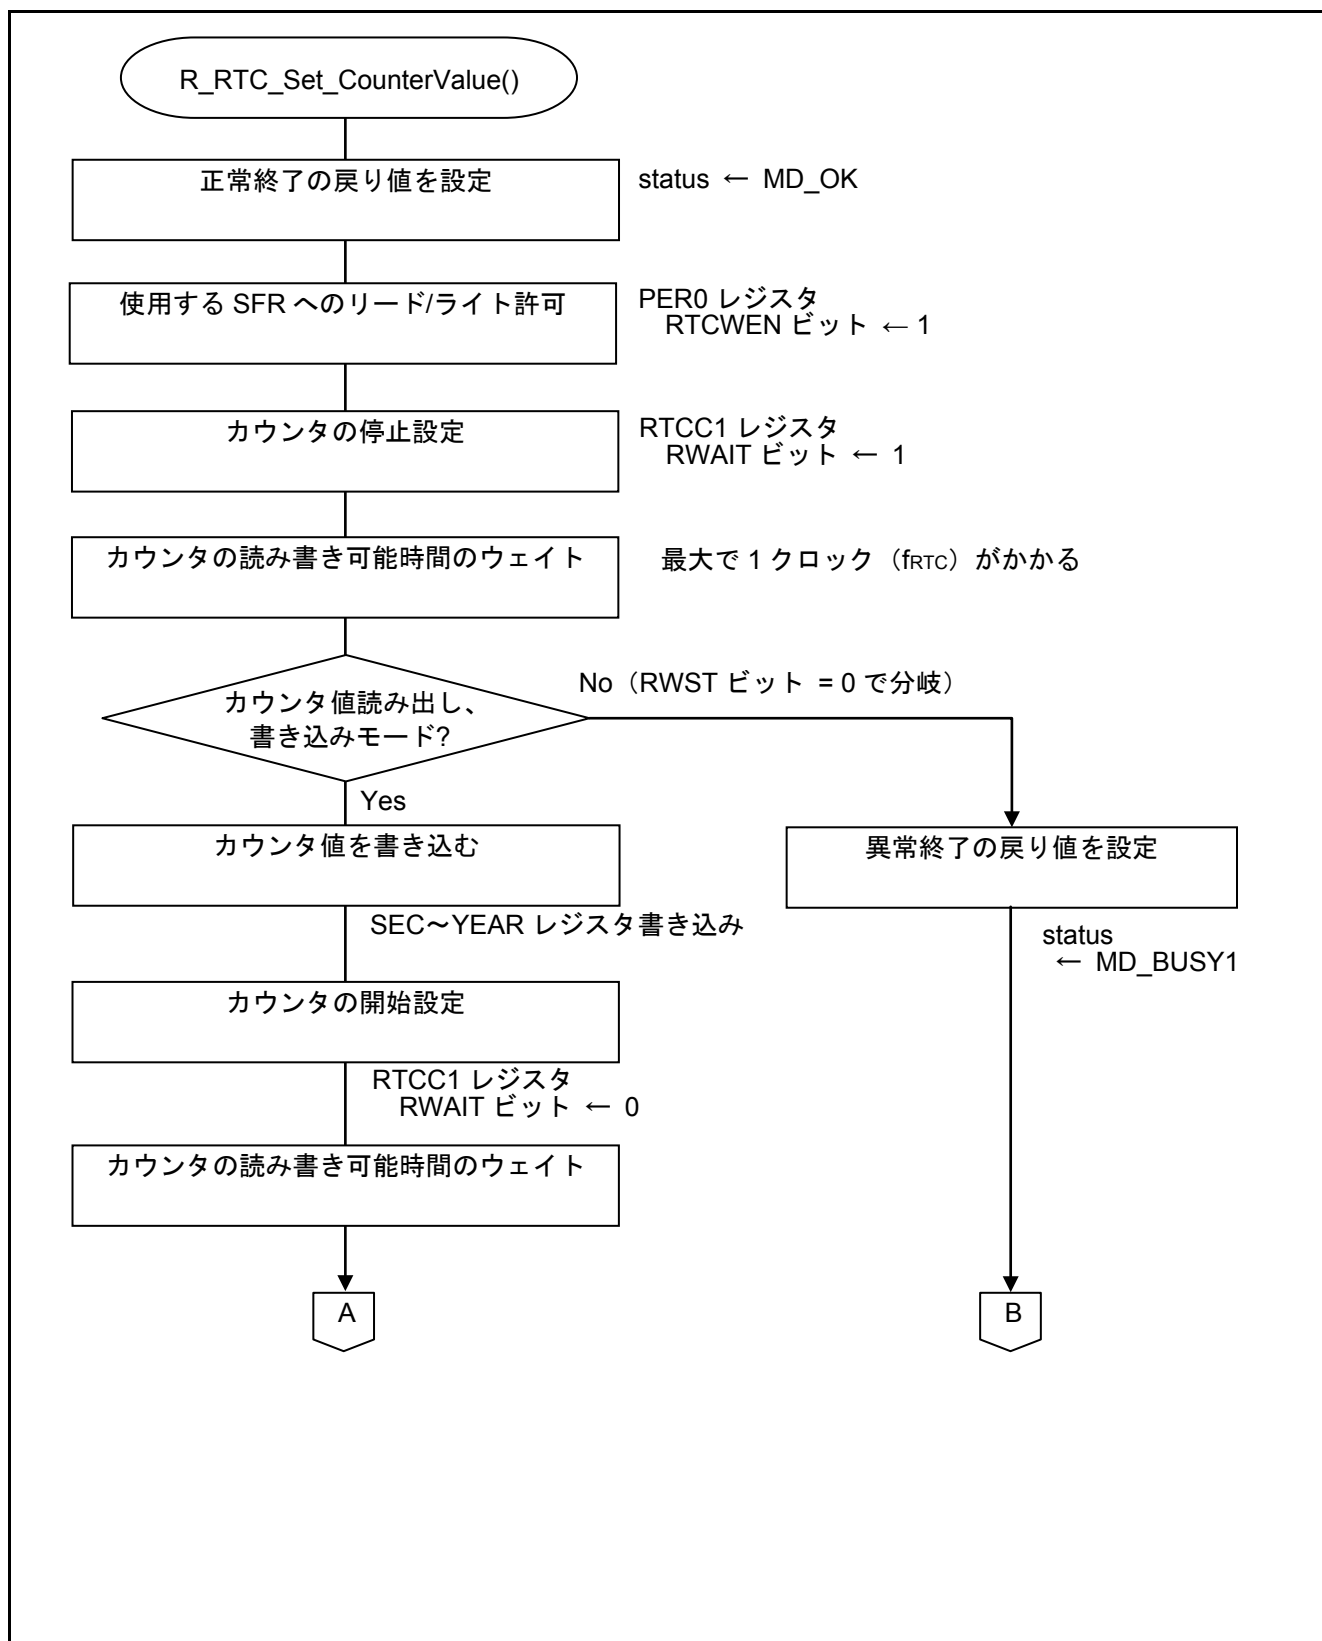 R_RTC_Set_CounterValue()
正常終了の戻り値を設定
status ← MD_OK
使用する SFR へのリード/ライト許可
PER0 レジスタ
RTCWEN ビット ← 1
カウンタの停止設定
RTCC1 レジスタ
RWAIT ビット ← 1
カウンタの読み書き可能時間のウェイト
最大で 1 クロック（fRTC）がかかる
カウンタ値読み出し、
書き込みモード?
No（RWST ビット = 0 で分岐）
Yes
カウンタ値を書き込む
異常終了の戻り値を設定
SEC～YEAR レジスタ書き込み
status
← MD_BUSY1
カウンタの開始設定
RTCC1 レジスタ
RWAIT ビット ← 0
カウンタの読み書き可能時間のウェイト
A
B